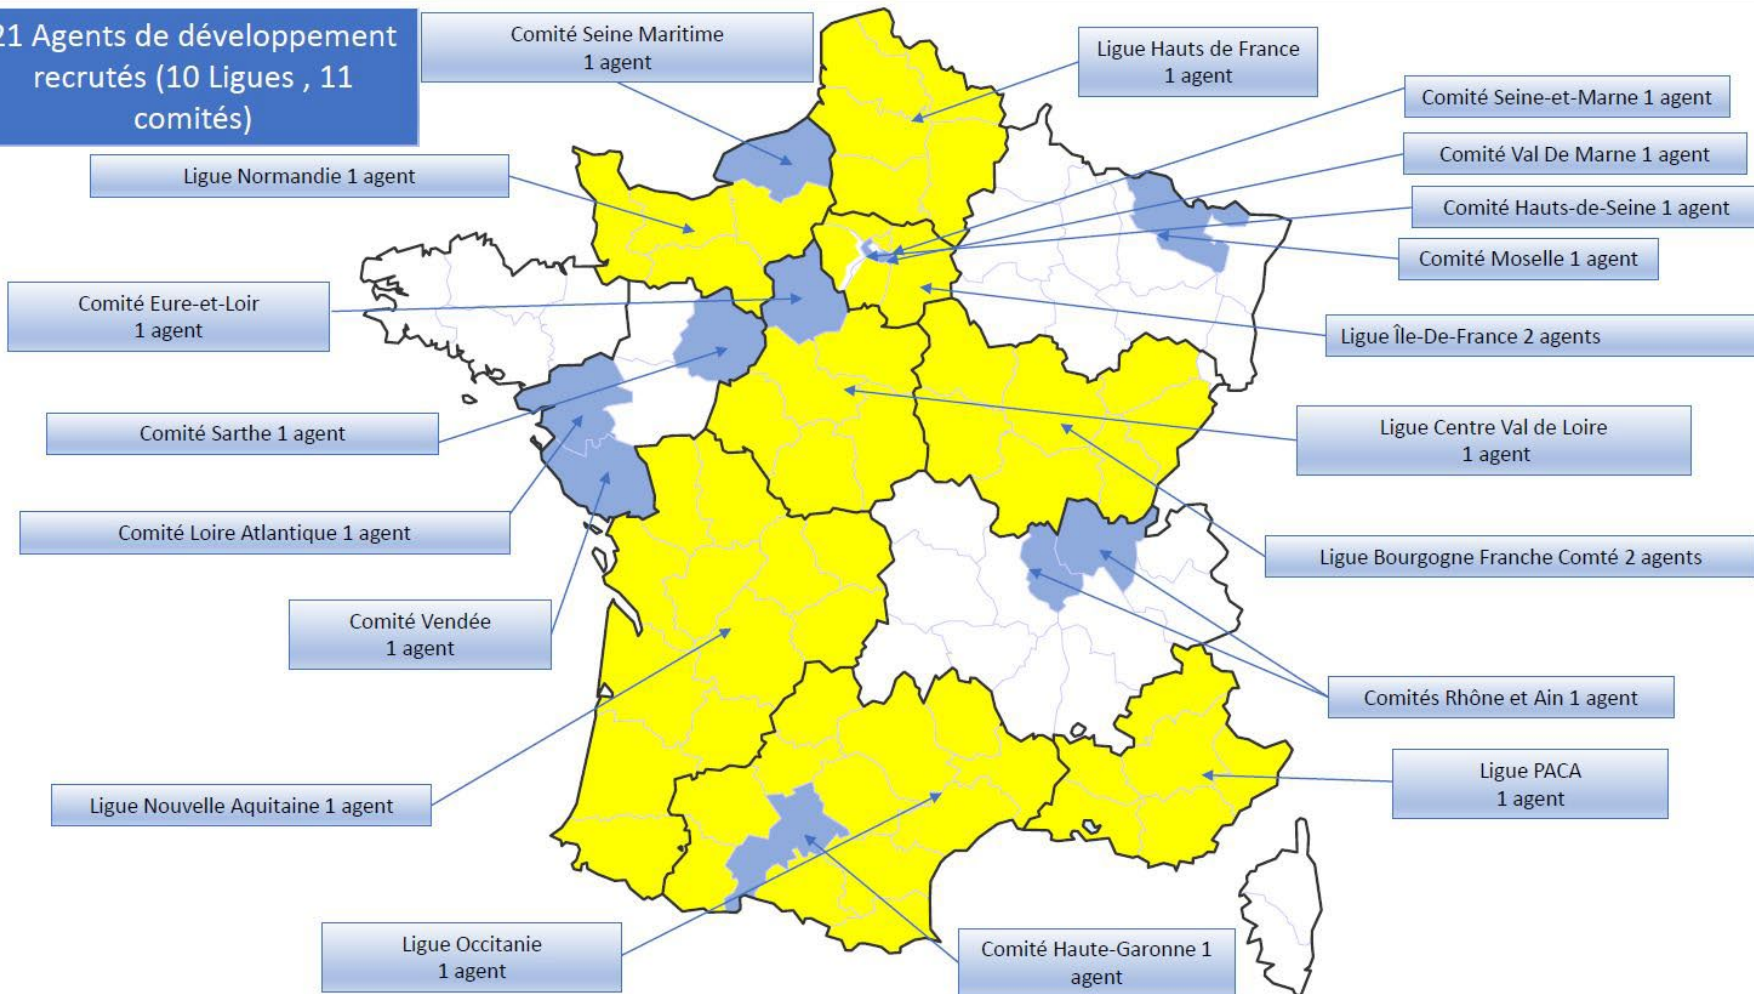 21 Agents de développement
recrutés (10 Ligues , 11
comités)
Comité Seine Maritime
1 agent
Ligue Hauts de France
1 agent
Comité Seine-et-Marne 1 agent
Comité Val De Marne 1 agent
Ligue Normandie 1 agent
Comité Hauts-de-Seine 1 agent
Comité Moselle 1 agent
Comité Eure-et-Loir
1 agent
Ligue Île-De-France 2 agents
Comité Sarthe 1 agent
Ligue Centre Val de Loire
1 agent
Comité Loire Atlantique 1 agent
Ligue Bourgogne Franche Comté 2 agents
Comité Vendée
1 agent
Comités Rhône et Ain 1 agent
Ligue Nouvelle Aquitaine 1 agent
Ligue PACA
1 agent
Ligue Occitanie
1 agent
Comité Haute-Garonne 1
agent